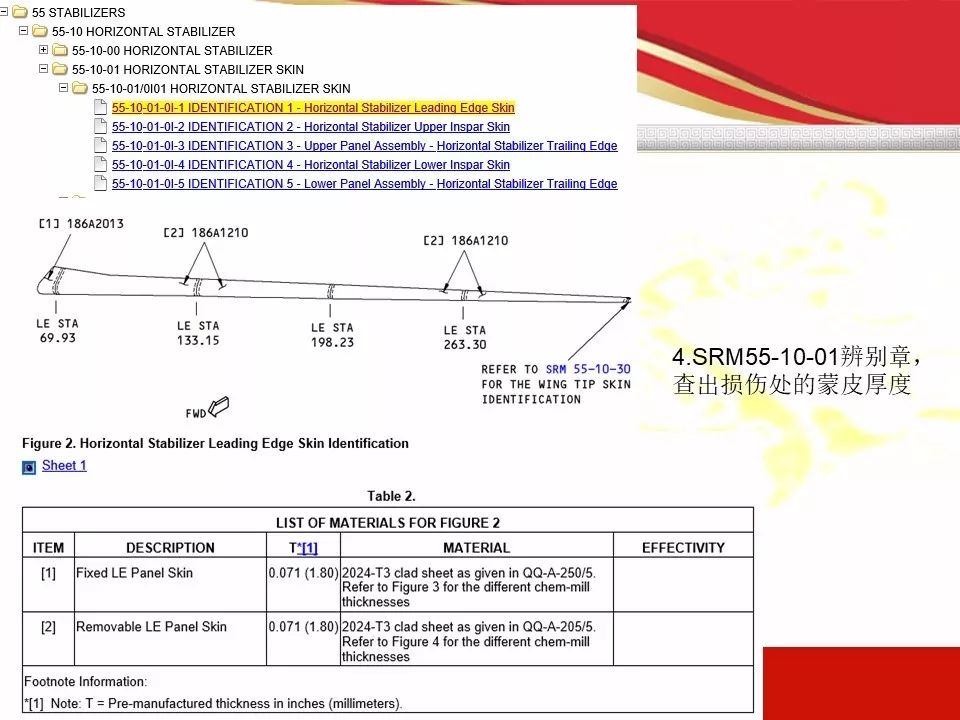 55 STABILIZERS
55-10 HORIZONTAL STABILIZER
55-10-00 HORIZONTAL STABILIZER
55-10-01 HORIZONTAL STABILIZER SKIN
55-10-01/0I01 HORIZONTAL STABILIZER SKIN
55-10-01-0I-1 IDENTIFICATION 1 - Horizontal Stabilizer Leading Edge Skin
55-10-01-0I-2 IDENTIFICATION 2 - Horizontal Stabilizer Upper Inspar Skin
55-10-01-0I-3 IDENTIFICATION 3 - Upper Panel Assembly - Horizontal Stabilizer Trailing Edge
55-10-01-0I-4 IDENTIFICATION 4 - Horizontal Stabilizer Lower Inspar Skin
55-10-01-0I-5 IDENTIFICATION 5 - Lower Panel Assembly - Horizontal Stabilizer Trailing Edge
[1] 186A2013
[2] 186A1210
[2] 186A1210
LE STA
69.93
LE STA
133.15
LE STA
198.23
LE STA
263.30
REFER TO SRM 55-10-30
FOR THE WING TIP SKIN
IDENTIFICATION
FWD
4.SRM55-10-01辨别章，
查出损伤处的蒙皮厚度
Figure 2. Horizontal Stabilizer Leading Edge Skin Identification
Sheet 1
Table 2.
LIST OF MATERIALS FOR FIGURE 2
ITEM DESCRIPTION T*[1] MATERIAL EFFECTIVITY
[1] Fixed LE Panel Skin 0.071 (1.80) 2024-T3 clad sheet as given in QQ-A-250/5.
Refer to Figure 3 for the different chem-mill
thicknesses
[2] Removable LE Panel Skin 0.071 (1.80) 2024-T3 clad sheet as given in QQ-A-205/5.
Refer to Figure 4 for the different chem-mill
thicknesses
Footnote Information:
*[1] Note: T = Pre-manufactured thickness in inches (millimeters).